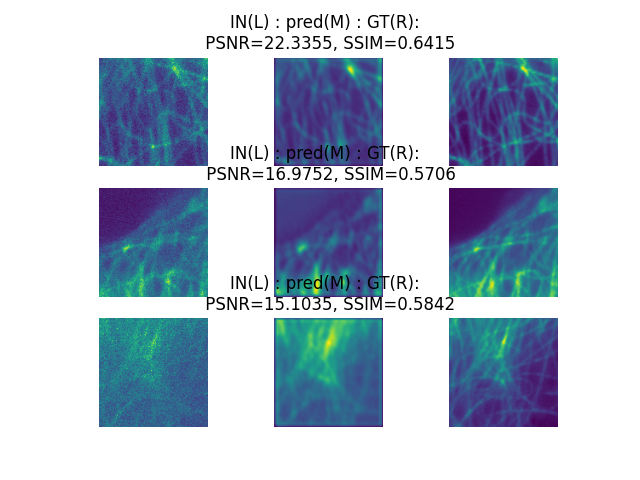 IN(L) : pred(M) : GT(R):
PSNR=22.3355, SSIM=0.6415
IN(L) : pred(M) : GT(R):
PSNR=16.9752, SSIM=0.5706
IN(L) : pred(M) : GT(R):
PSNR=15.1035, SSIM=0.5842